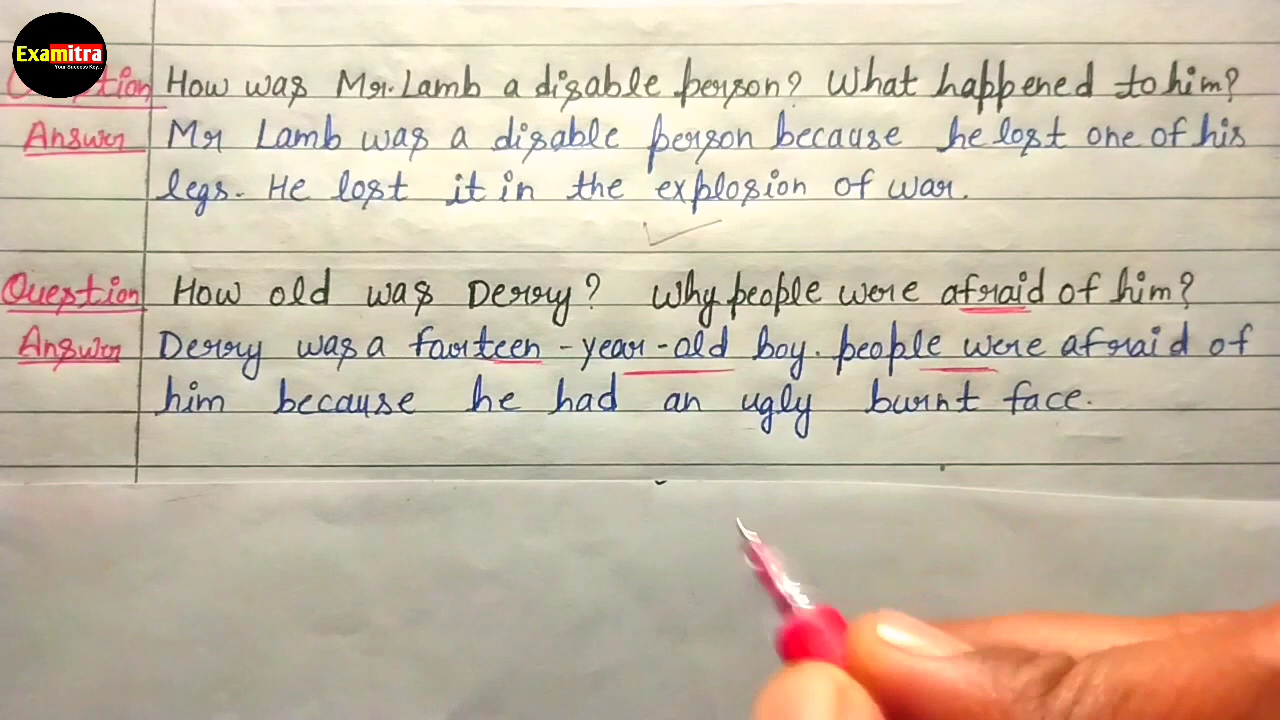 Examitra
Your Success Key...
Question How was Mr. Lamb a disable person? What happened to him?
Answer Mr Lamb was a disable person because he lost one of his
legs. He lost it in the explosion of war.
Question How old was Derry? Why people were afraid of him?
Answer Derry was a fourteen-year-old boy. people were afraid of
him because he had an ugly burnt face.